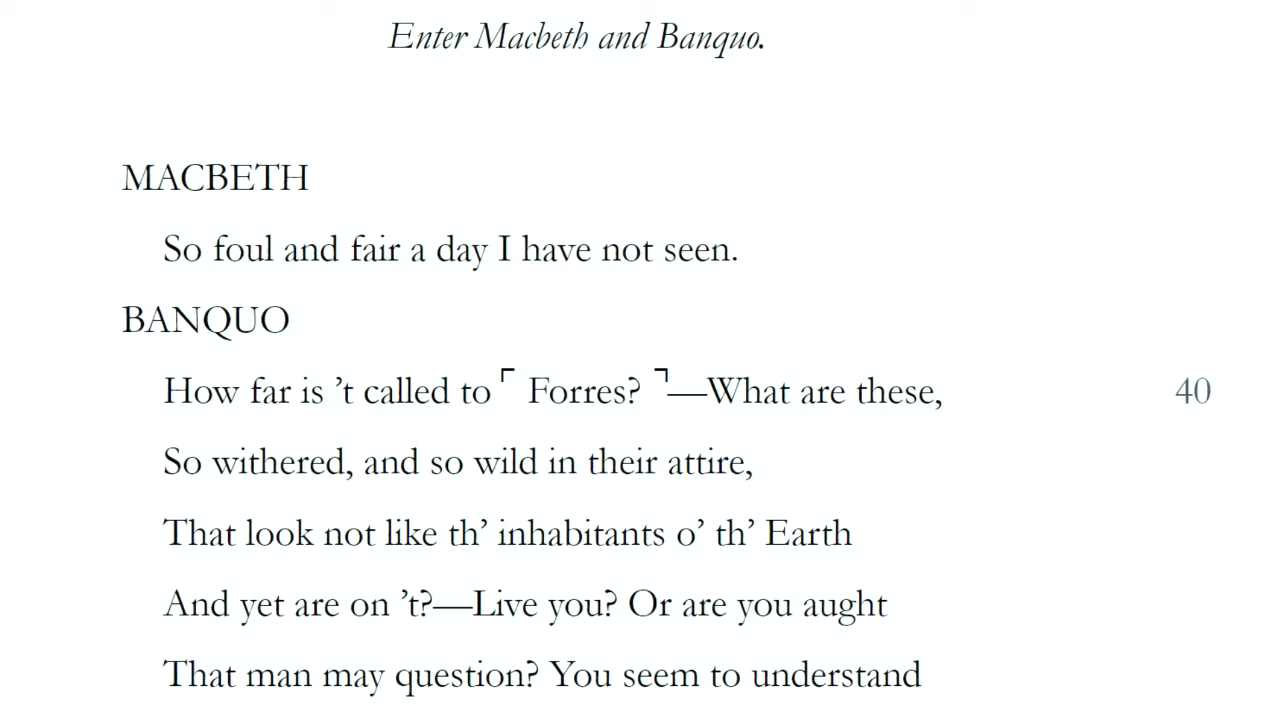 Enter Macbeth and Banquo.
MACBETH
So foul and fair a day I have not seen.
BANQUO
How far is ’t called to ⌜ Forres? ⌝—What are these, 40
So withered, and so wild in their attire,
That look not like th’ inhabitants o’ th’ Earth
And yet are on ’t?—Live you? Or are you aught
That man may question? You seem to understand